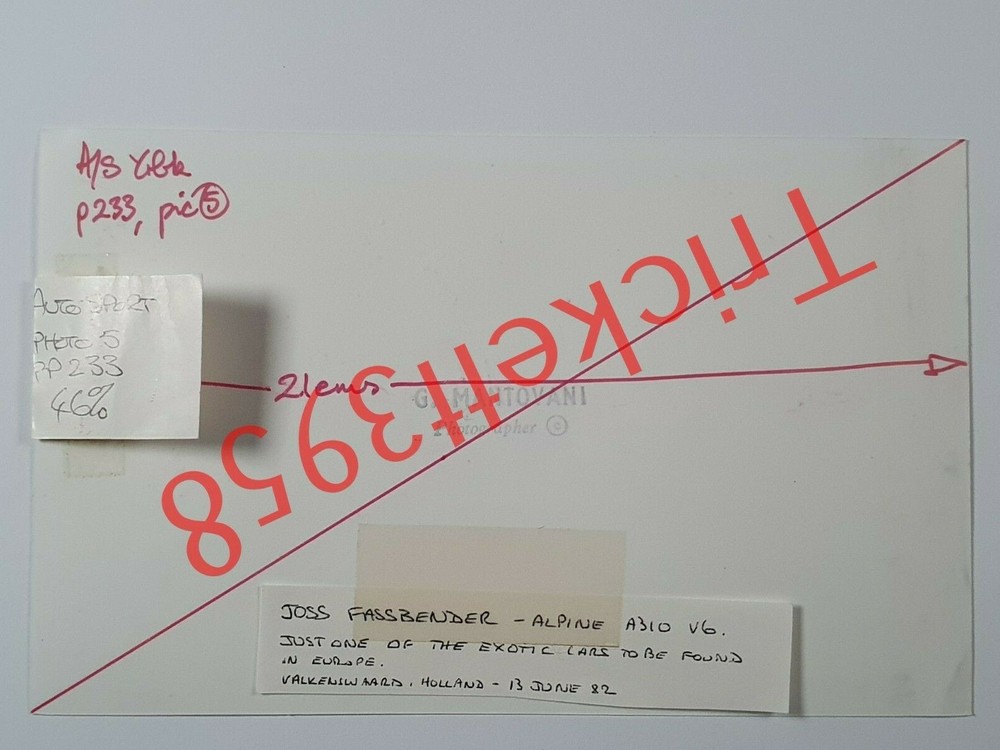 A/S Ybk
p233, pic 5
AUTOSPORT
PHOTO 5
PP 233
46%
21cms
G. MANTOVANI
Photographer ©
Trickett3958
JOSS FASSBENDER - ALPINE A310 V6.
JUST ONE OF THE EXOTIC CARS TO BE FOUND
IN EUROPE.
VALKENSWAARD. HOLLAND - 13 JUNE 82